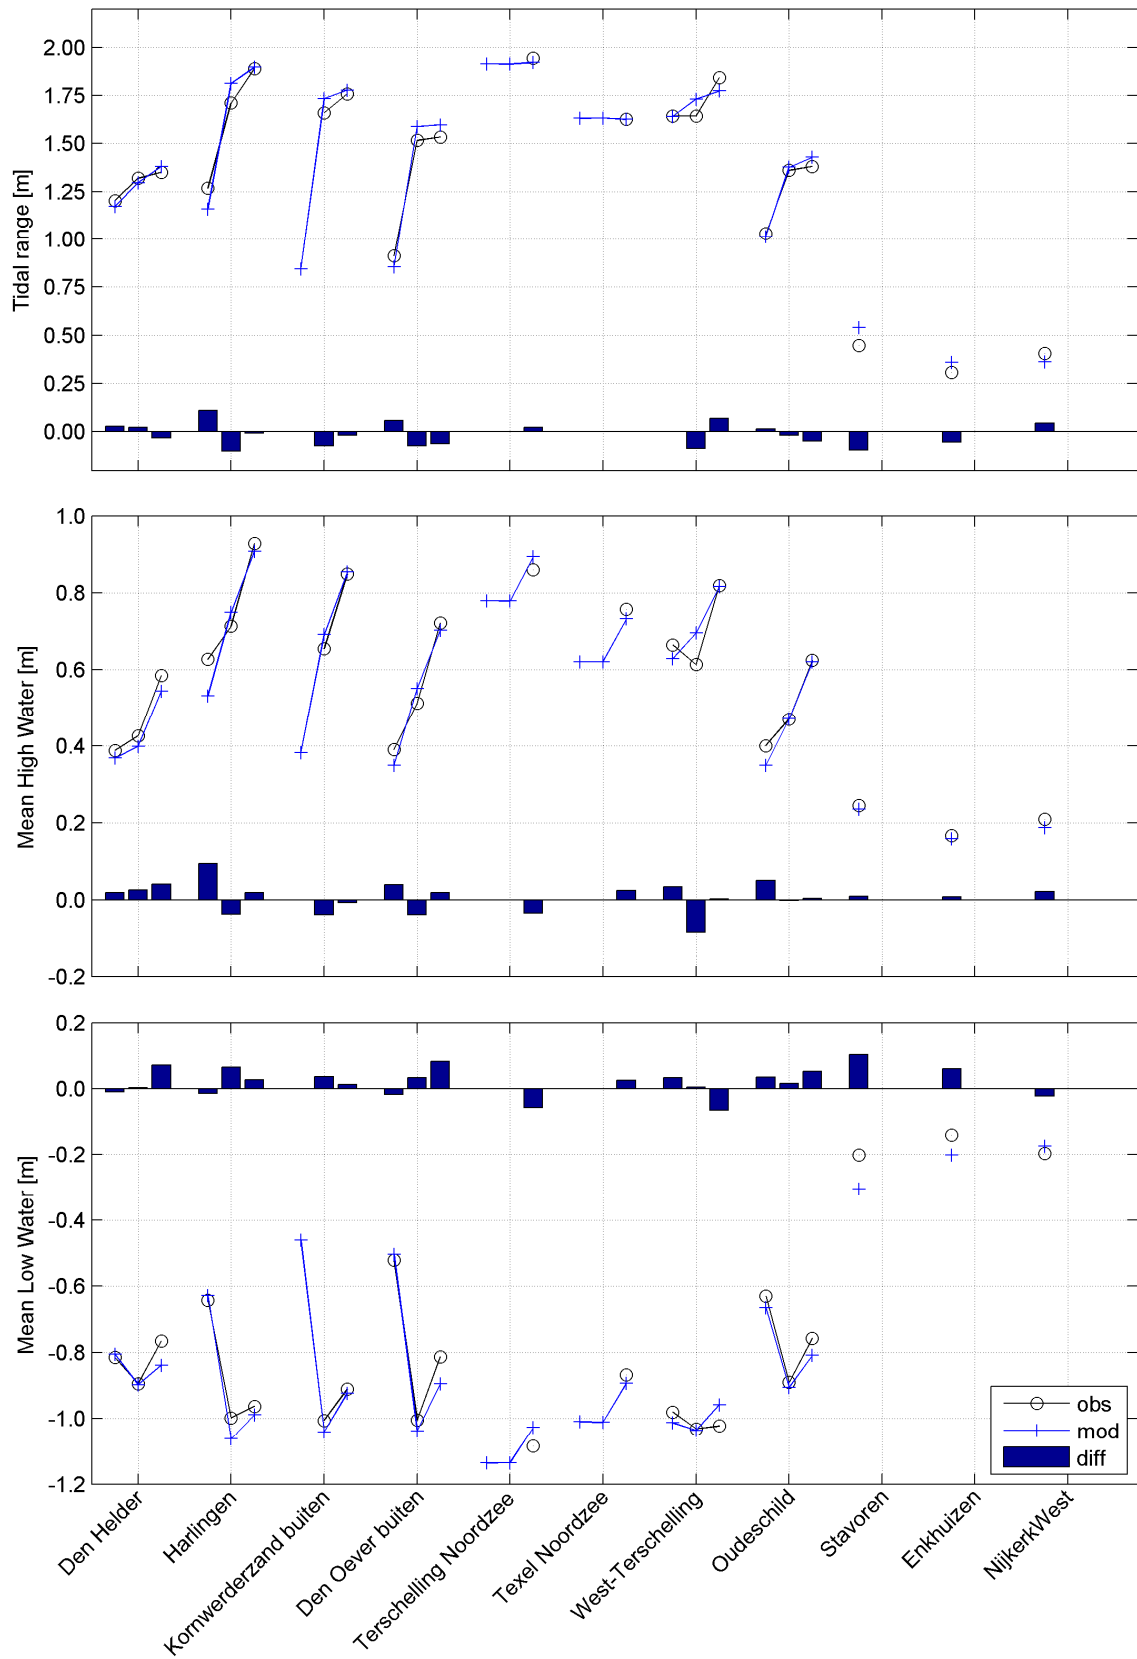 Tidal range [m]
2.00
1.75
1.50
1.25
1.00
0.75
0.50
0.25
0.00
Mean High Water [m]
1.0
0.8
0.6
0.4
0.2
0.0
-0.2
Mean Low Water [m]
0.2
0.0
-0.2
-0.4
-0.6
-0.8
-1.0
-1.2
obs
mod
diff
Den Helder
Harlingen
Kornwerderzand buiten
Den Oever buiten
Terschelling Noordzee
Texel Noordzee
West-Terschelling
Oudeschild
Stavoren
Enkhuizen
NijkerkWest